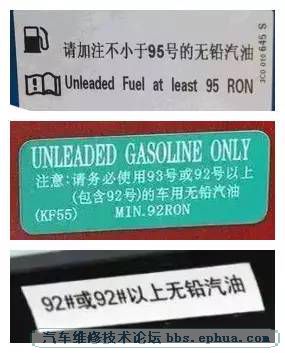 请加注不小于95号的无铅汽油
Unleaded Fuel at least 95 RON
3C0 010 645 S
UNLEADED GASOLINE ONLY
注意:请务必使用93号或92号以上
(包含92号)的车用无铅汽油
(KF55) MIN.92RON
92#或92#以上无铅汽油
汽车维修技术论坛 bbs.ephua.com